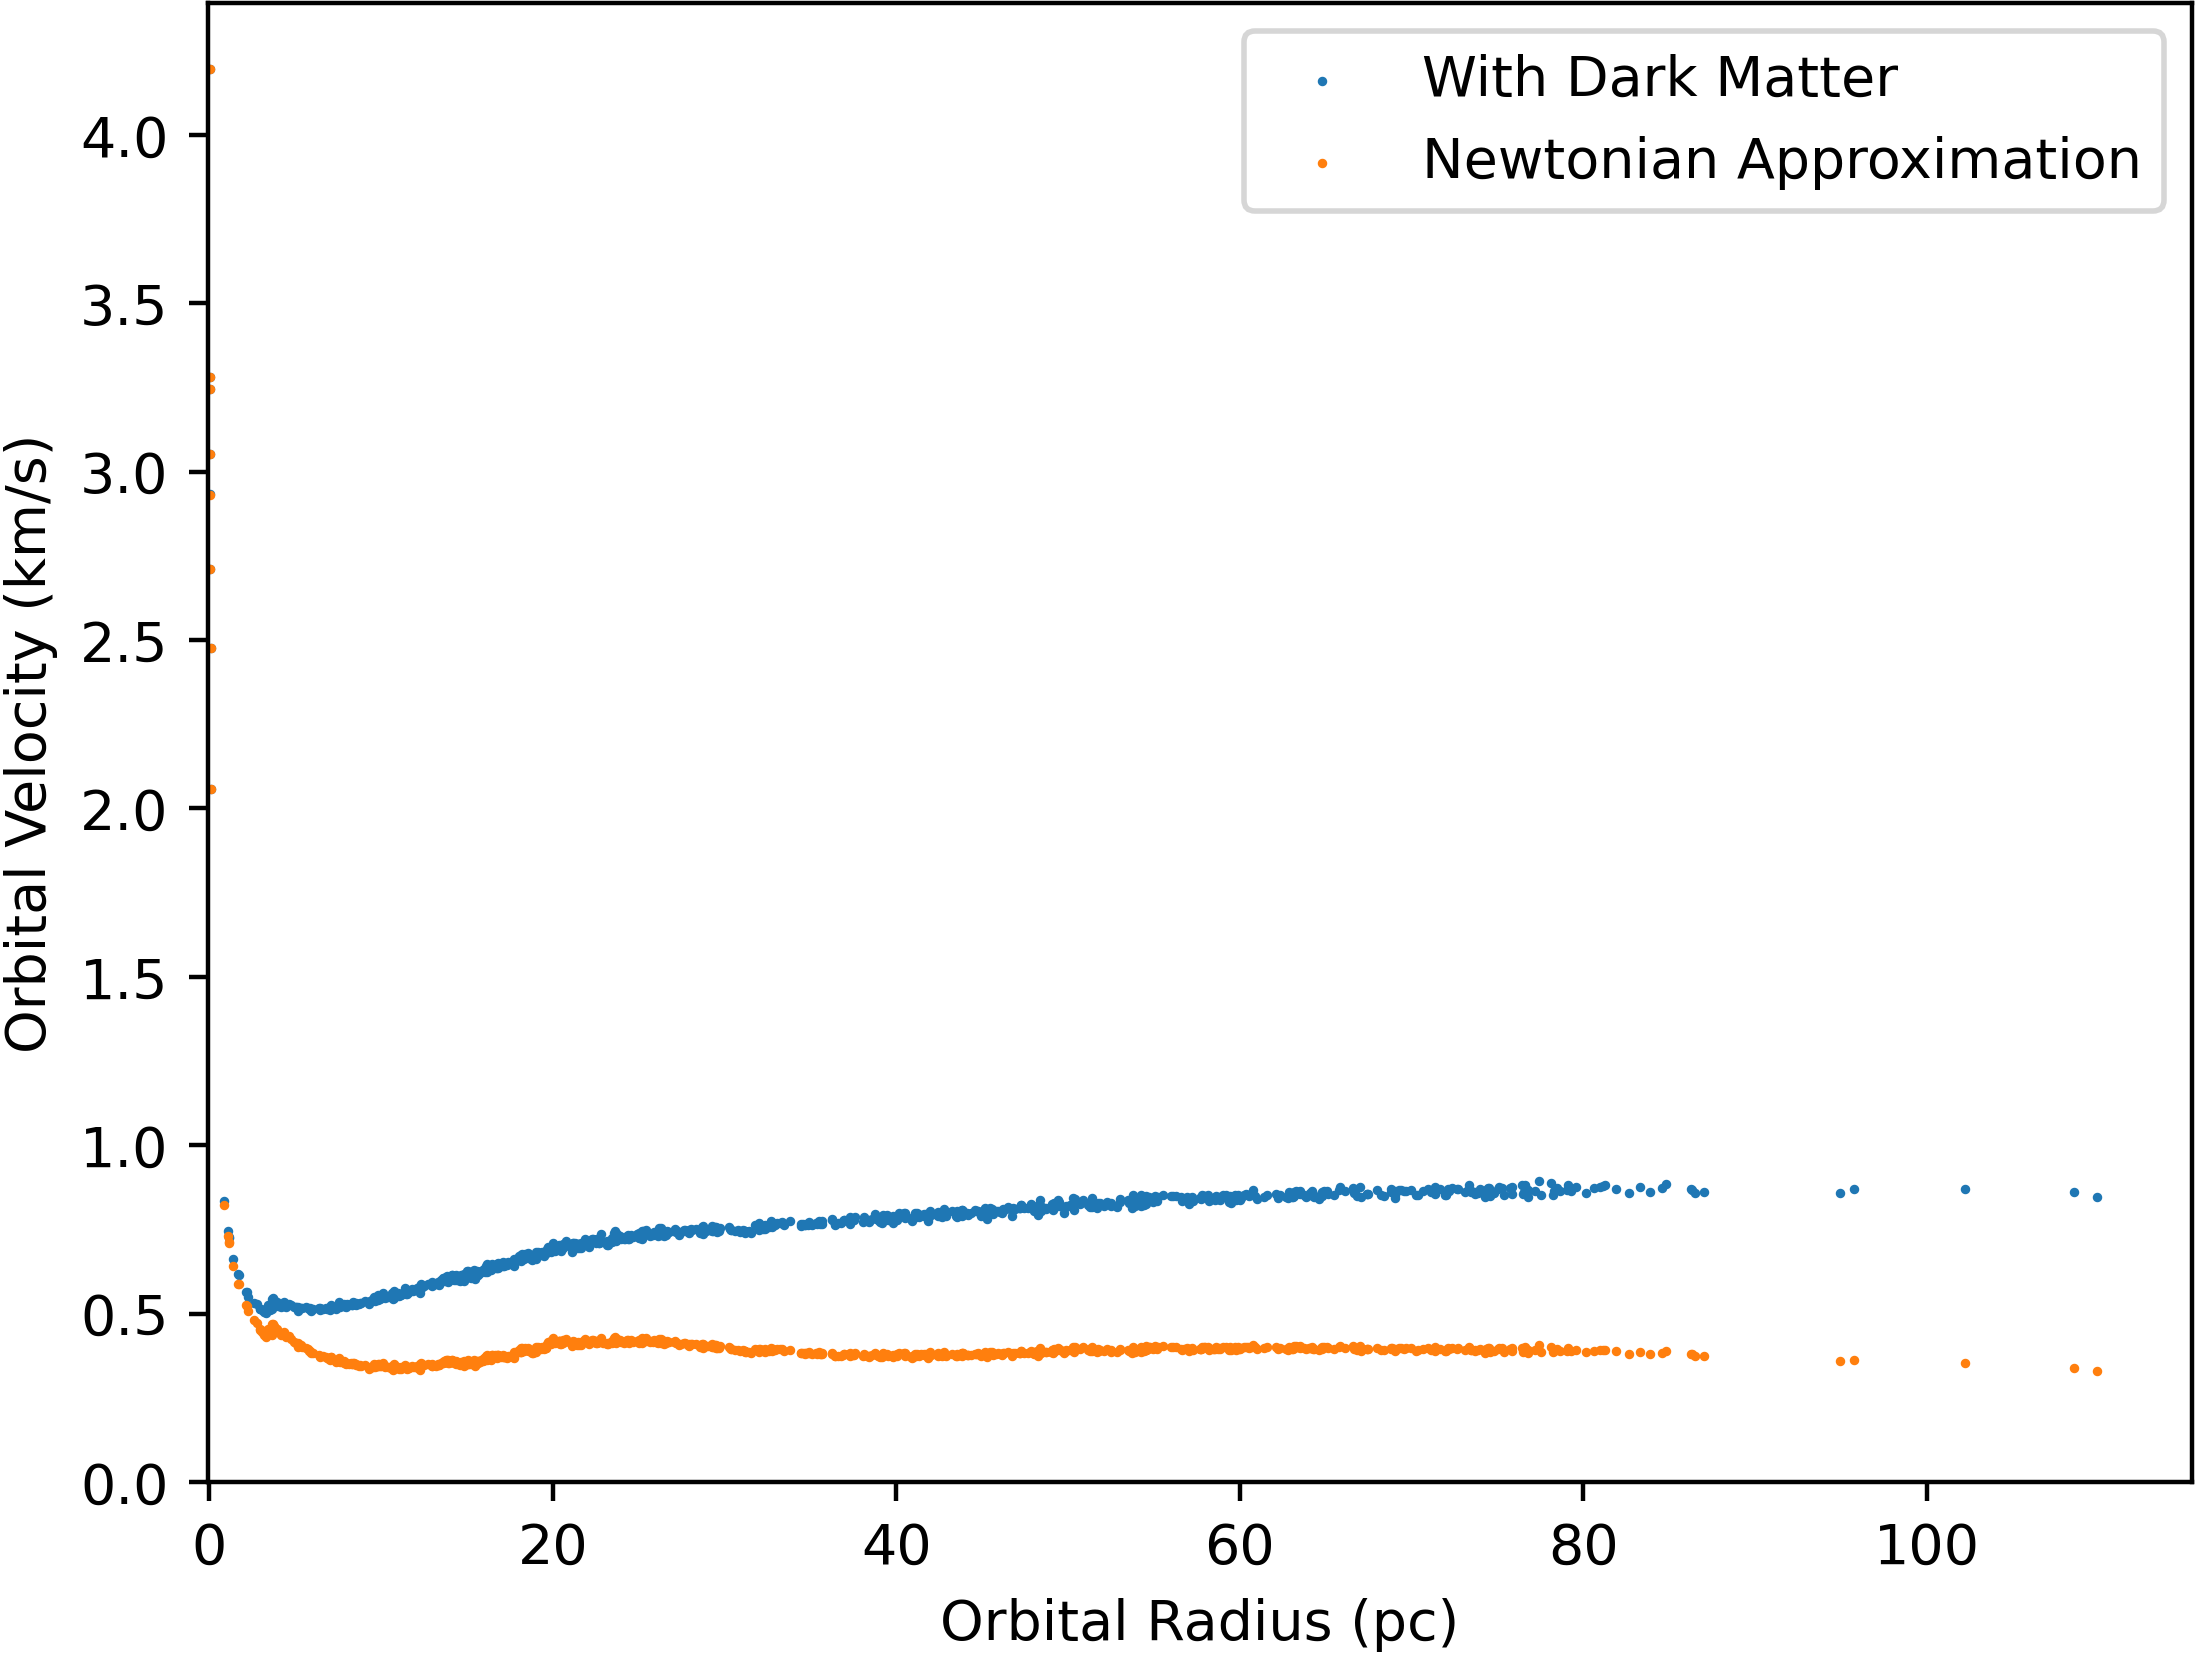 With Dark Matter
Newtonian Approximation
Orbital Velocity (km/s)
4.0
3.5
3.0
2.5
2.0
1.5
1.0
0.5
0.0
0 20 40 60 80 100
Orbital Radius (pc)